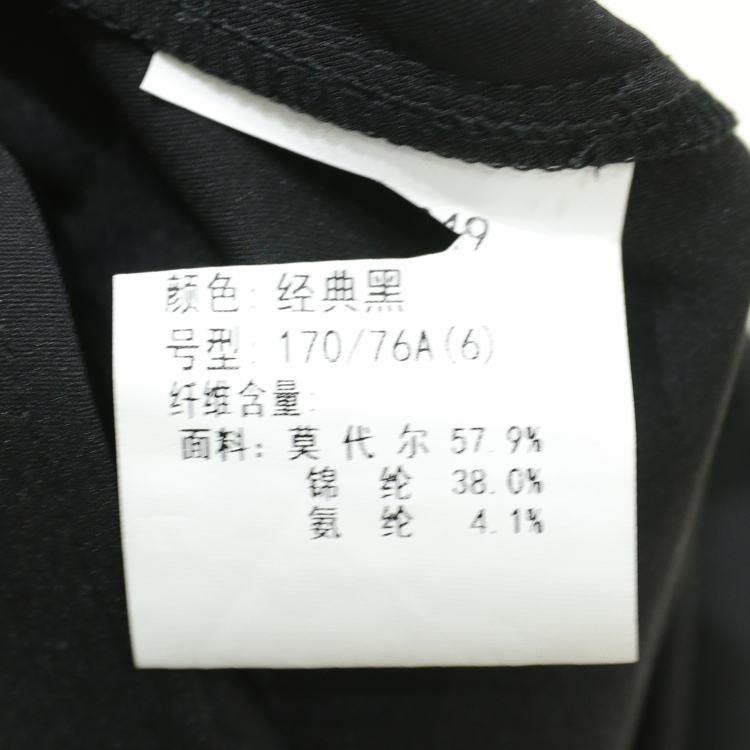 49
颜色: 经典黑
号型: 170/76A(6)
纤维含量:
面料: 莫代尔 57.9%
锦纶 38.0%
氨纶 4.1%